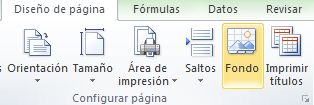 Diseño de página Fórmulas Datos Revisar
Orientación Tamaño Área de impresión Saltos Fondo Imprimir títulos
Configurar página